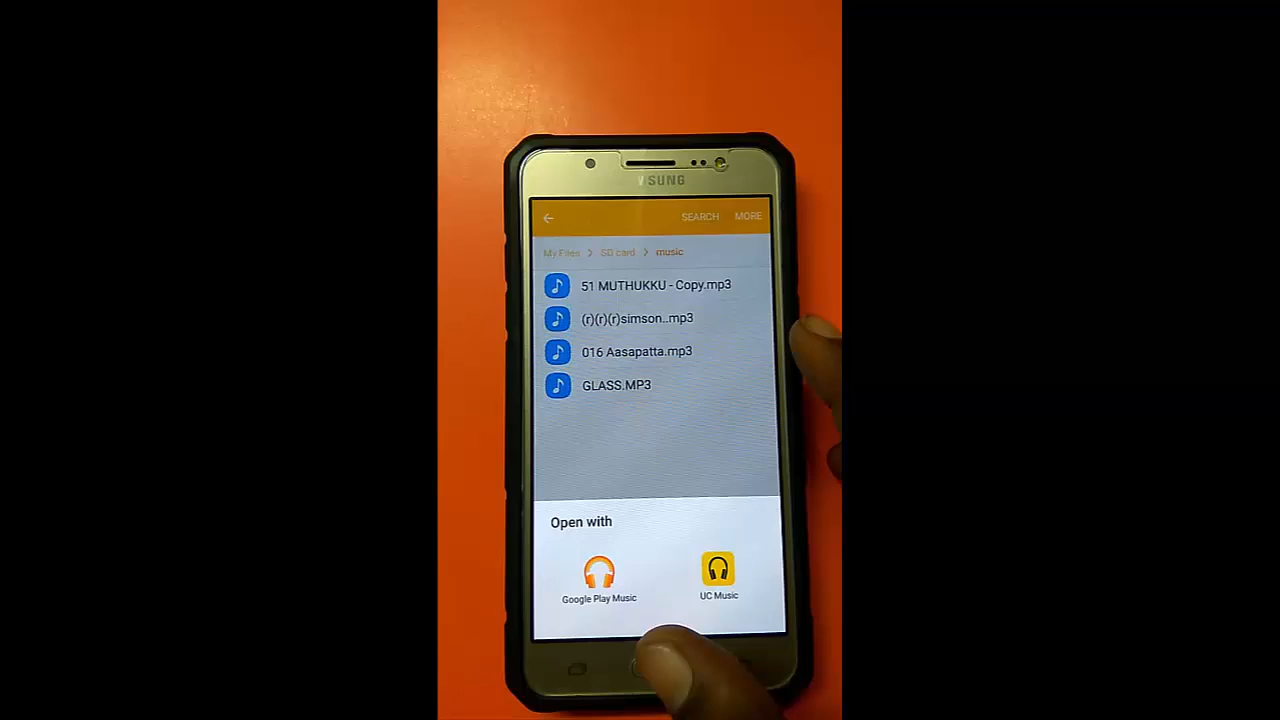 SUNG
SEARCH MORE
My Files > SD card > music
51 MUTHUKKU - Copy.mp3
(r)(r)(r)simson..mp3
016 Aasapatta.mp3
GLASS.MP3
Open with
Google Play Music UC Music